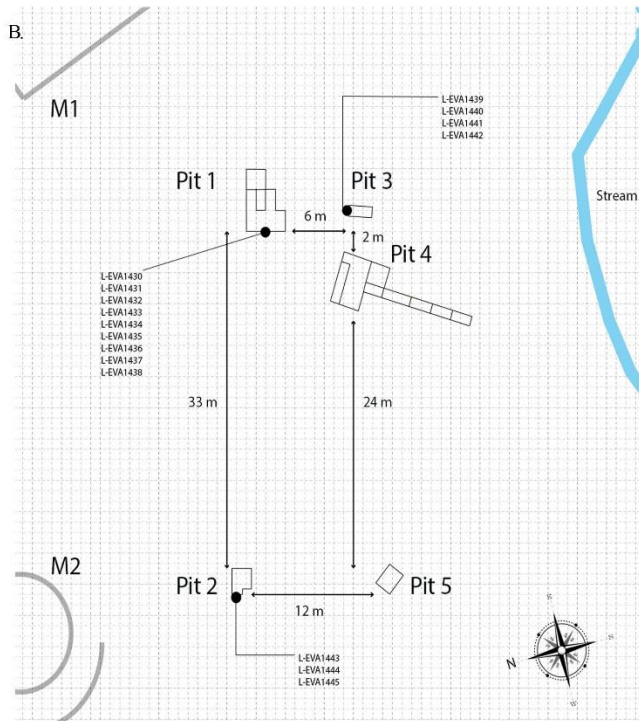 B.
M1
L-EVA1439
L-EVA1440
L-EVA1441
L-EVA1442
Pit 1
Pit 3
Stream
6 m
2 m
Pit 4
L-EVA1430
L-EVA1431
L-EVA1432
L-EVA1433
L-EVA1434
L-EVA1435
L-EVA1436
L-EVA1437
L-EVA1438
33 m
24 m
M2
Pit 2
Pit 5
12 m
L-EVA1443
L-EVA1444
L-EVA1445
N
W